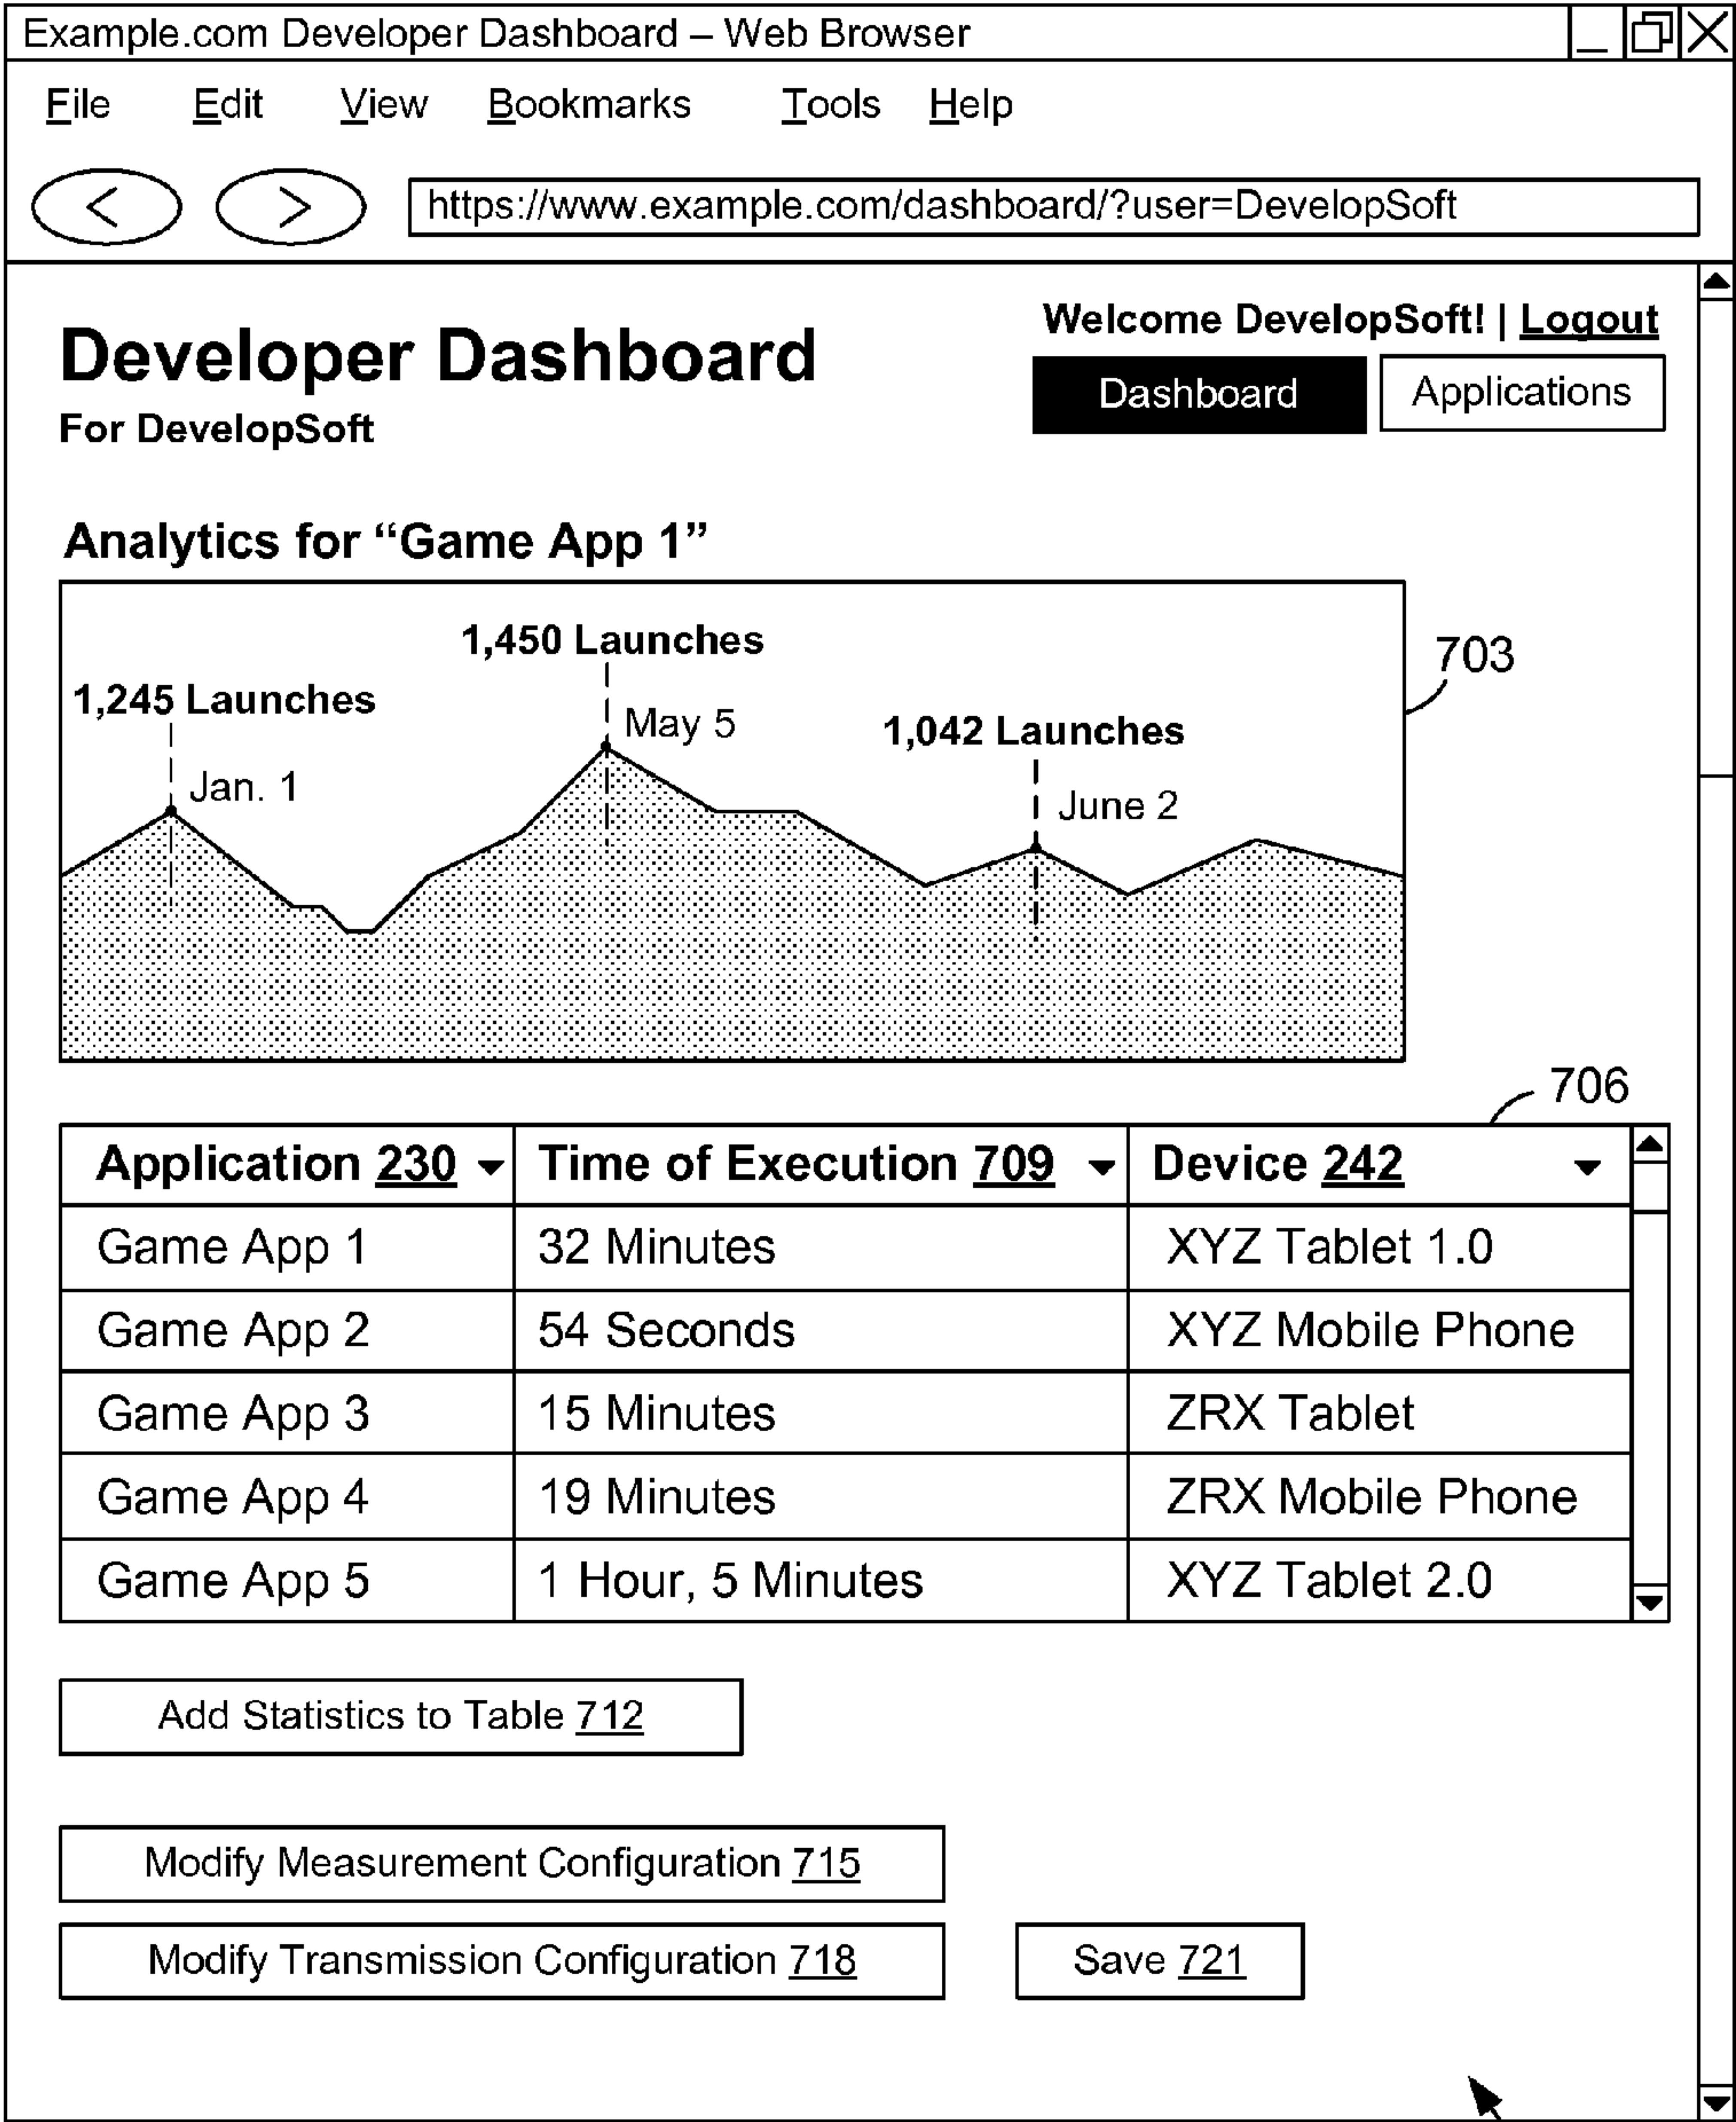 Example.com Developer Dashboard – Web Browser
File Edit View Bookmarks Tools Help
< > https://www.example.com/dashboard/?user=DevelopSoft
Welcome DevelopSoft! | Logout
Developer Dashboard
Dashboard Applications
For DevelopSoft
Analytics for “Game App 1”
1,450 Launches
703
1,245 Launches
May 5
1,042 Launches
Jan. 1
June 2
706
Application 230 Time of Execution 709 Device 242
Game App 1 32 Minutes XYZ Tablet 1.0
Game App 2 54 Seconds XYZ Mobile Phone
Game App 3 15 Minutes ZRX Tablet
Game App 4 19 Minutes ZRX Mobile Phone
Game App 5 1 Hour, 5 Minutes XYZ Tablet 2.0
Add Statistics to Table 712
Modify Measurement Configuration 715
Modify Transmission Configuration 718 Save 721